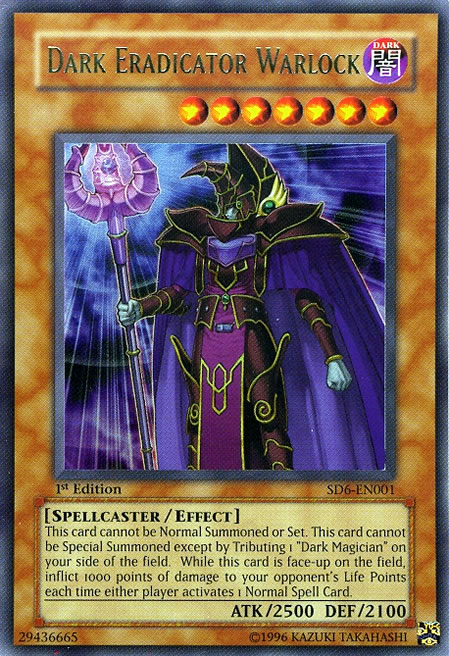 DARK ERADICATOR WARLOCK
DARK
闇
1st Edition
SD6-EN001
[SPELLCASTER / EFFECT]
This card cannot be Normal Summoned or Set. This card cannot
be Special Summoned except by Tributing 1 "Dark Magician" on
your side of the field. While this card is face-up on the field,
inflict 1000 points of damage to your opponent's Life Points
each time either player activates 1 Normal Spell Card.
ATK/2500 DEF/2100
29436665
©1996 KAZUKI TAKAHASHI